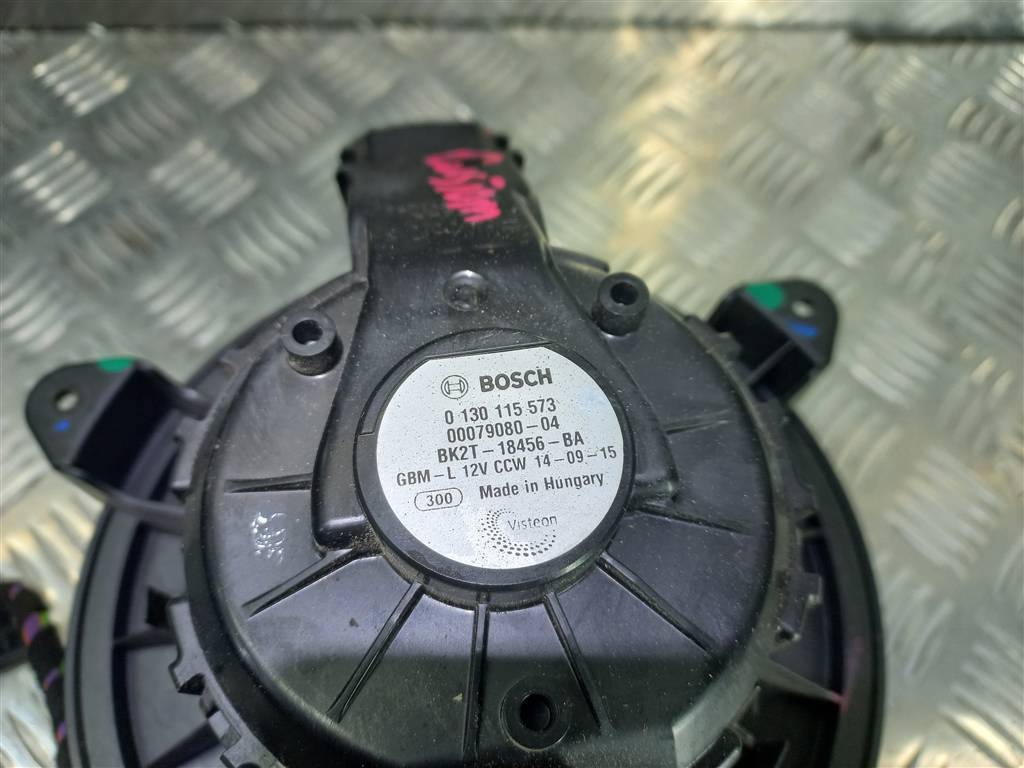 BOSCH
0 130 115 573
00079080-04
BK2T-18456-BA
GBM-L 12V CCW 14-09-15
300 Made in Hungary
Visteon